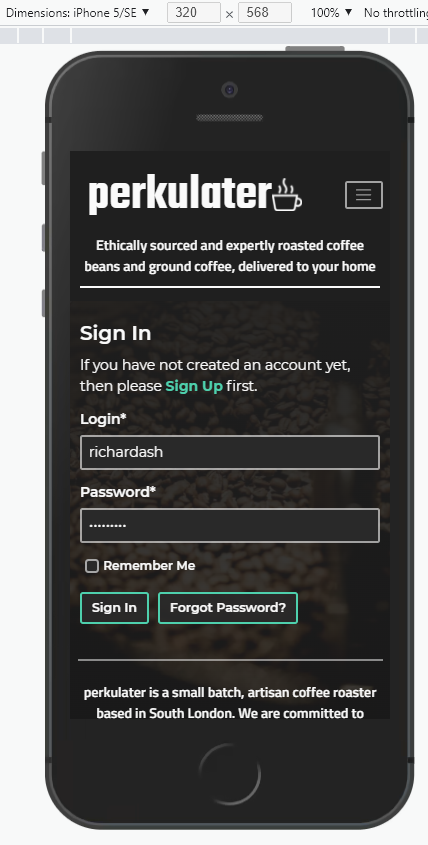 Dimensions: iPhone 5/SE ▼ 320 × 568 100% ▼ No throttling
perkulater
Ethically sourced and expertly roasted coffee
beans and ground coffee, delivered to your home
Sign In
If you have not created an account yet,
then please Sign Up first.
Login*
richardash
Password*
•••••••••
Remember Me
Sign In Forgot Password?
perkulater is a small batch, artisan coffee roaster
based in South London. We are committed to